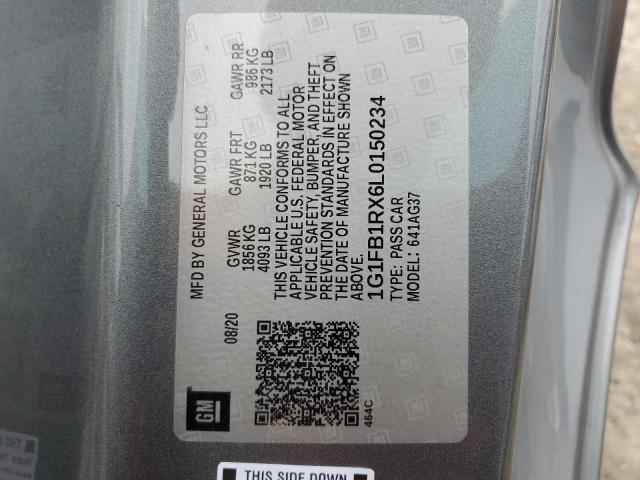 MFD BY GENERAL MOTORS LLC
08/20
GVWR GAWR FRT GAWR RR
1856 KG 871 KG 986 KG
4093 LB 1920 LB 2173 LB
THIS VEHICLE CONFORMS TO ALL
APPLICABLE U.S. FEDERAL MOTOR
VEHICLE SAFETY, BUMPER, AND THEFT
PREVENTION STANDARDS IN EFFECT ON
THE DATE OF MANUFACTURE SHOWN
ABOVE.
1G1FB1RX6L0150234
TYPE: PASS CAR
MODEL: 641AG37
GM
464C
THIS SIDE DOWN